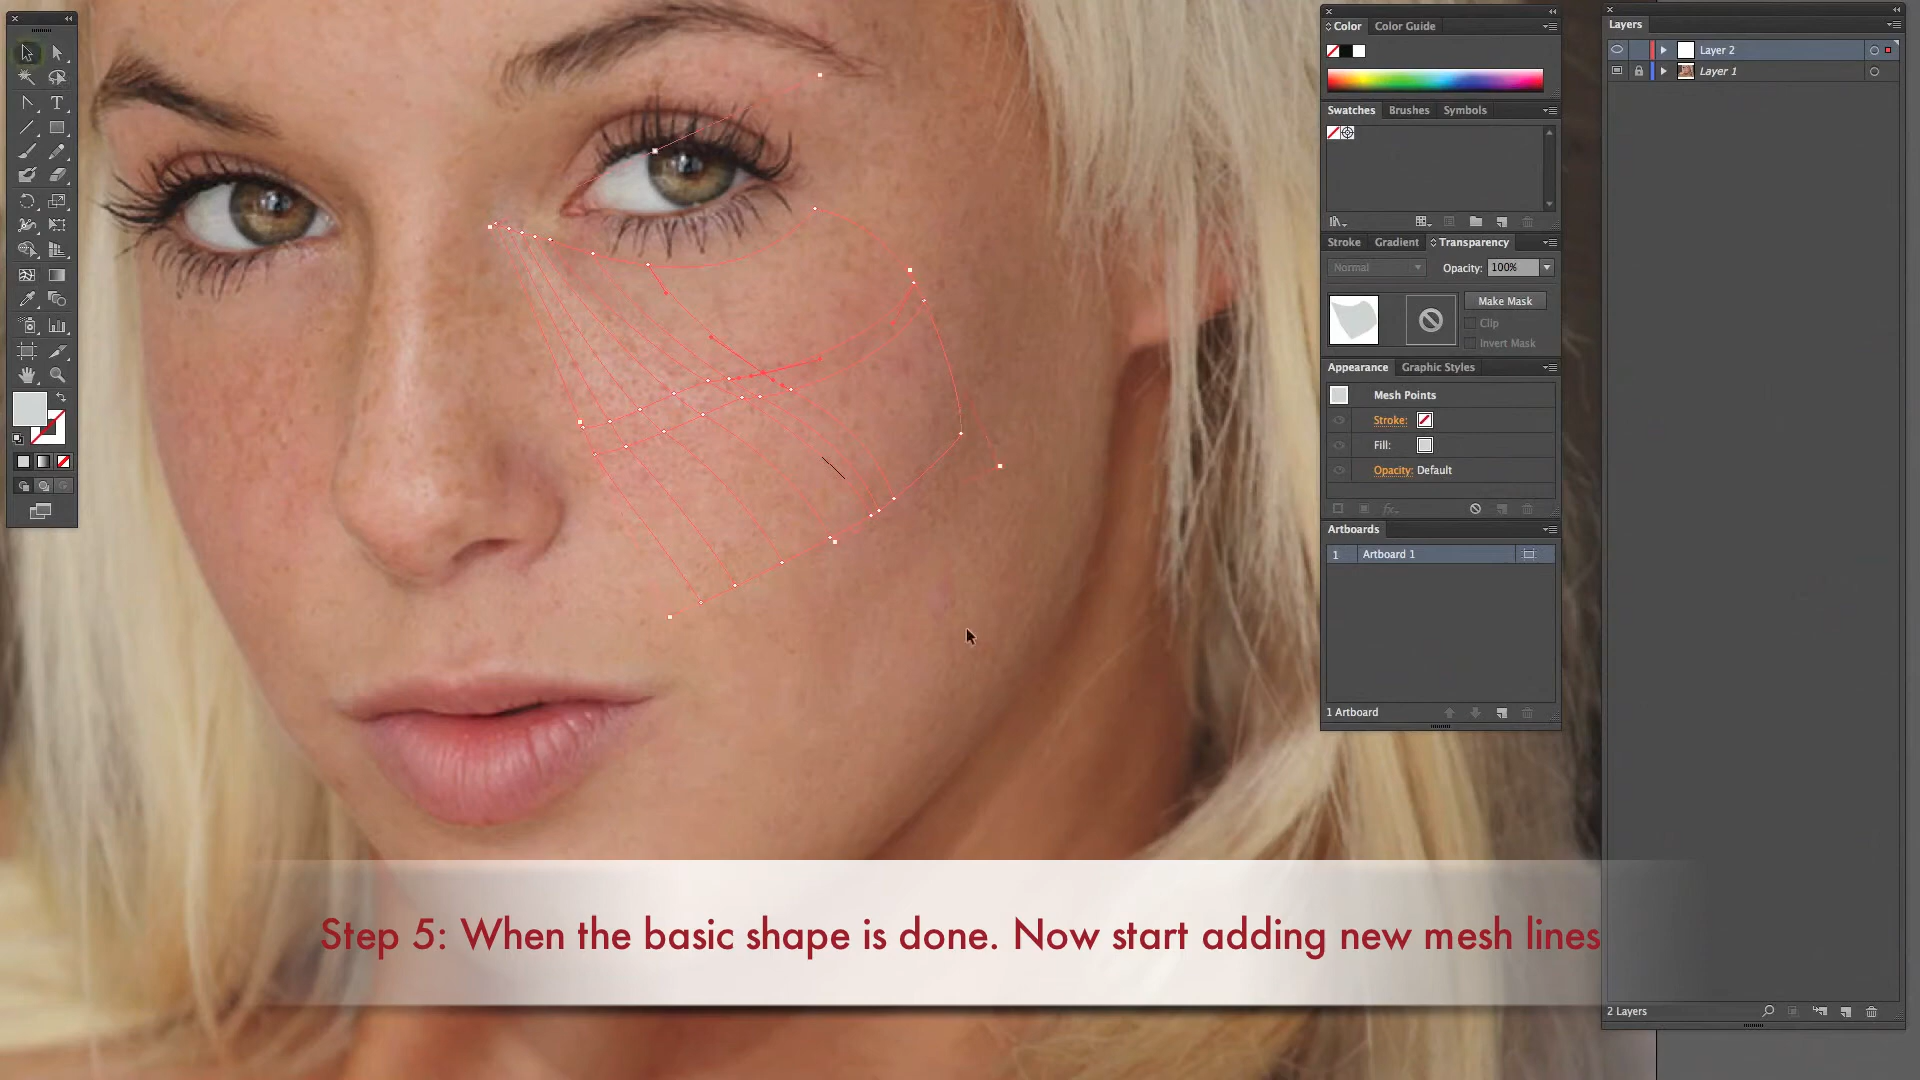 Color
Color Guide
Swatches
Brushes
Symbols
Stroke
Gradient
Transparency
Normal
Opacity:
100%
Make Mask
Clip
Invert Mask
Appearance
Graphic Styles
Mesh Points
Stroke:
Fill:
Opacity: Default
fx
Artboards
1
Artboard 1
1 Artboard
Layers
Layer 2
Layer 1
2 Layers
Step 5: When the basic shape is done. Now start adding new mesh lines